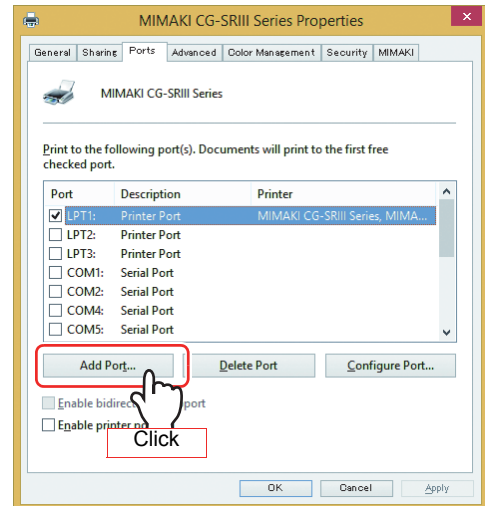 MIMAKI CG-SRIII Series Properties
General Sharing Ports Advanced Color Management Security MIMAKI
MIMAKI CG-SRIII Series
Print to the following port(s). Documents will print to the first free
checked port.
Port Description Printer
LPT1: Printer Port MIMAKI CG-SRIII Series, MIMA...
LPT2: Printer Port
LPT3: Printer Port
COM1: Serial Port
COM2: Serial Port
COM4: Serial Port
COM5: Serial Port
Add Port... Delete Port Configure Port...
Enable port
Enable printer
Click
OK Cancel Apply